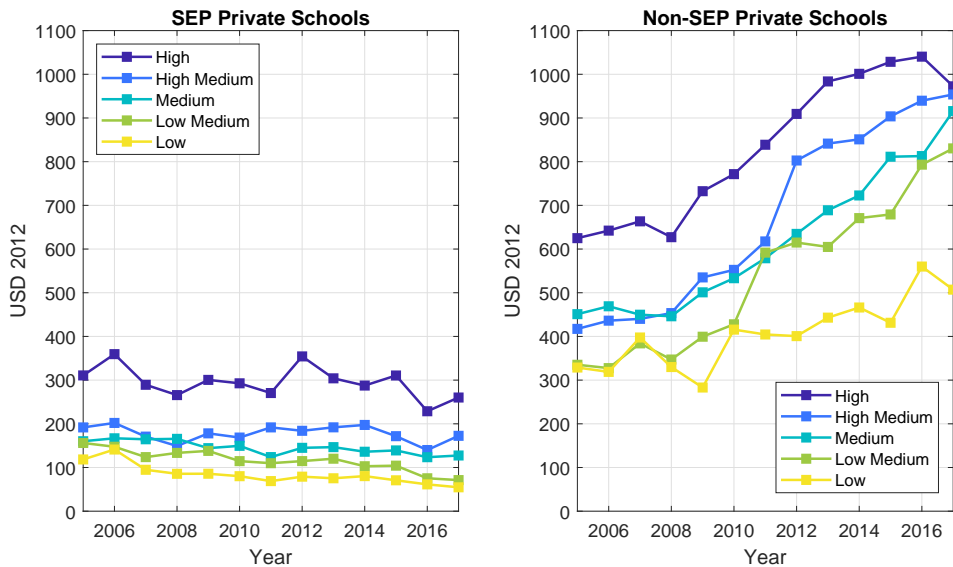 SEP Private Schools
1100
1000
900
800
700
600
500
400
300
200
100
0
USD 2012
High
High Medium
Medium
Low Medium
Low
2006 2008 2010 2012 2014 2016
Year
Non-SEP Private Schools
1100
1000
900
800
700
600
500
400
300
200
100
0
USD 2012
High
High Medium
Medium
Low Medium
Low
2006 2008 2010 2012 2014 2016
Year